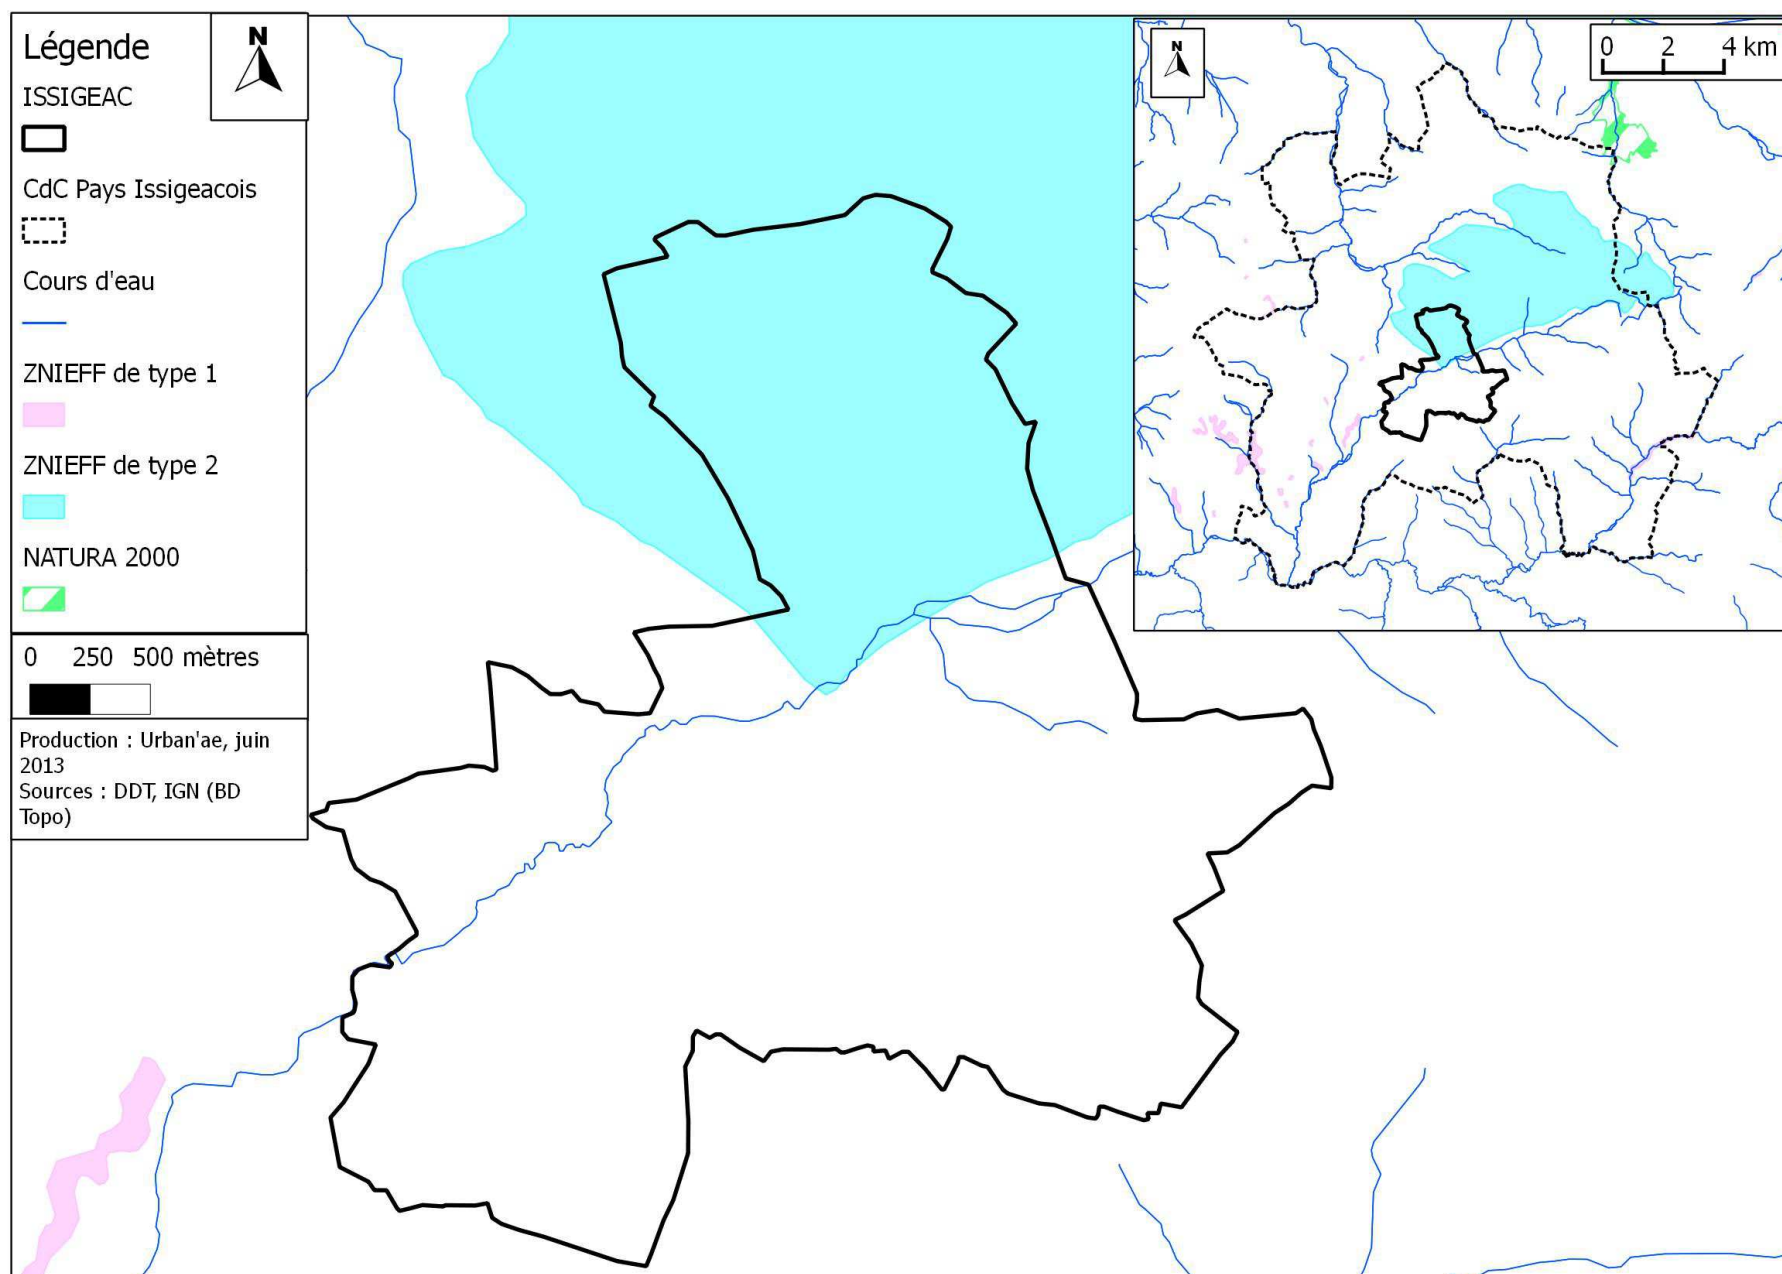 Légende
N
ISSIGEAC
CdC Pays Issigeacois
Cours d'eau
ZNIEFF de type 1
ZNIEFF de type 2
NATURA 2000
0 250 500 mètres
Production : Urban'ae, juin
2013
Sources : DDT, IGN (BD
Topo)
N
0 2 4 km